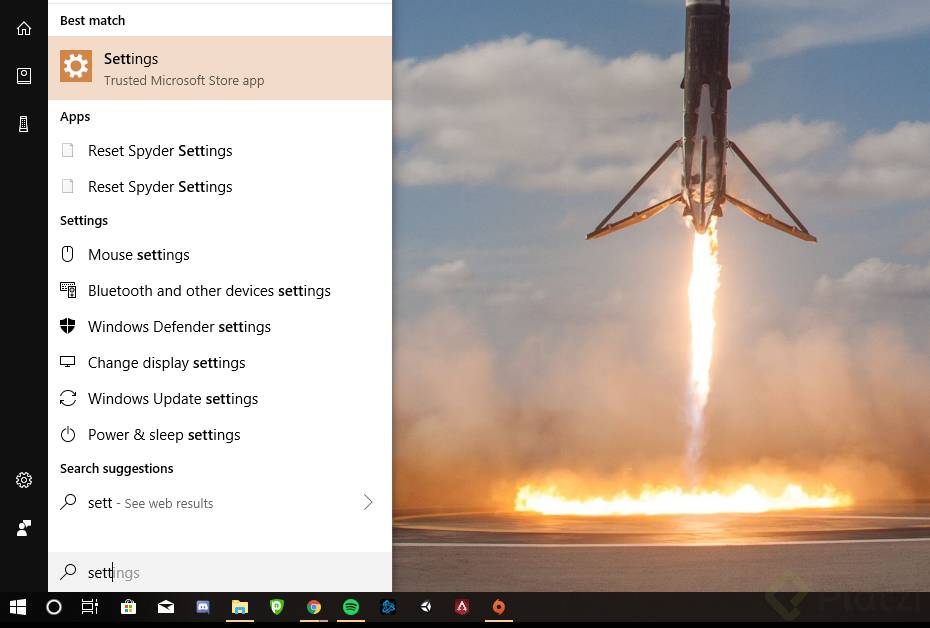 Best match
Settings
Trusted Microsoft Store app
Apps
Reset Spyder Settings
Reset Spyder Settings
Settings
Mouse settings
Bluetooth and other devices settings
Windows Defender settings
Change display settings
Windows Update settings
Power & sleep settings
Search suggestions
sett - See web results
settings
Platzi